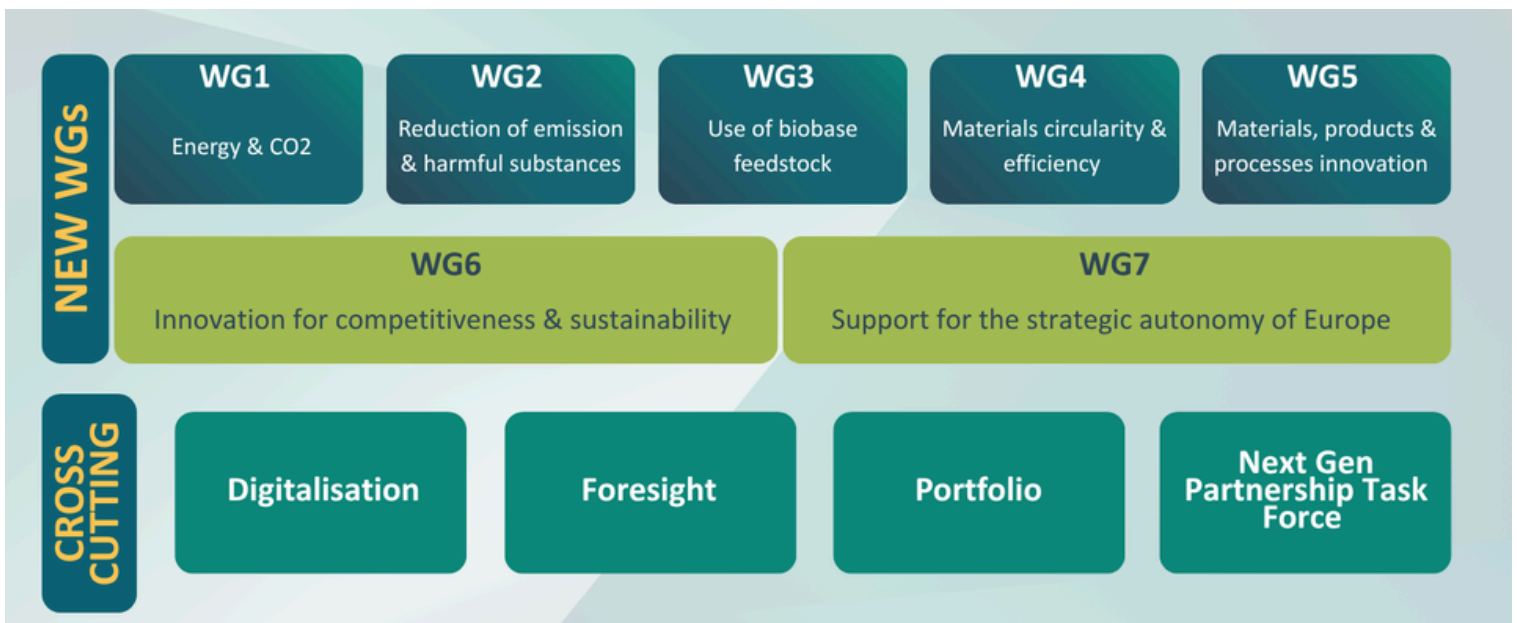 NEW WGs
WG1
Energy & CO2
WG2
Reduction of emission
& harmful substances
WG3
Use of biobase
feedstock
WG4
Materials circularity &
efficiency
WG5
Materials, products &
processes innovation
WG6
Innovation for competitiveness & sustainability
WG7
Support for the strategic autonomy of Europe
CROSS
CUTTING
Digitalisation
Foresight
Portfolio
Next Gen
Partnership Task
Force